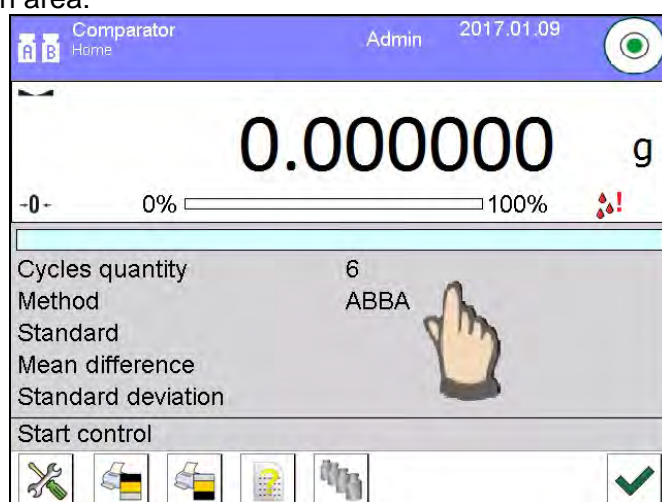 n area.
Comparator Admin 2017.01.09
A B Home
0.000000 g
-0- 0% 100% !
Cycles quantity 6
Method ABBA
Standard
Mean difference
Standard deviation
Start control
?